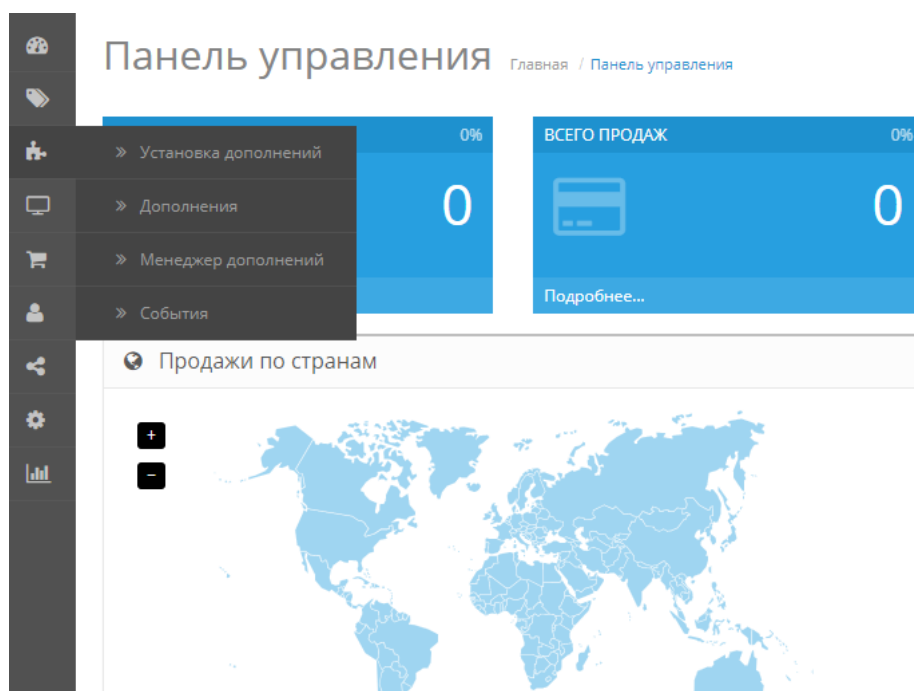 Панель управления
Главная / Панель управления
0%
ВСЕГО ПРОДАЖ 0%
» Установка дополнений
» Дополнения
» Менеджер дополнений
» События
0
0
Подробнее...
Продажи по странам
+
−